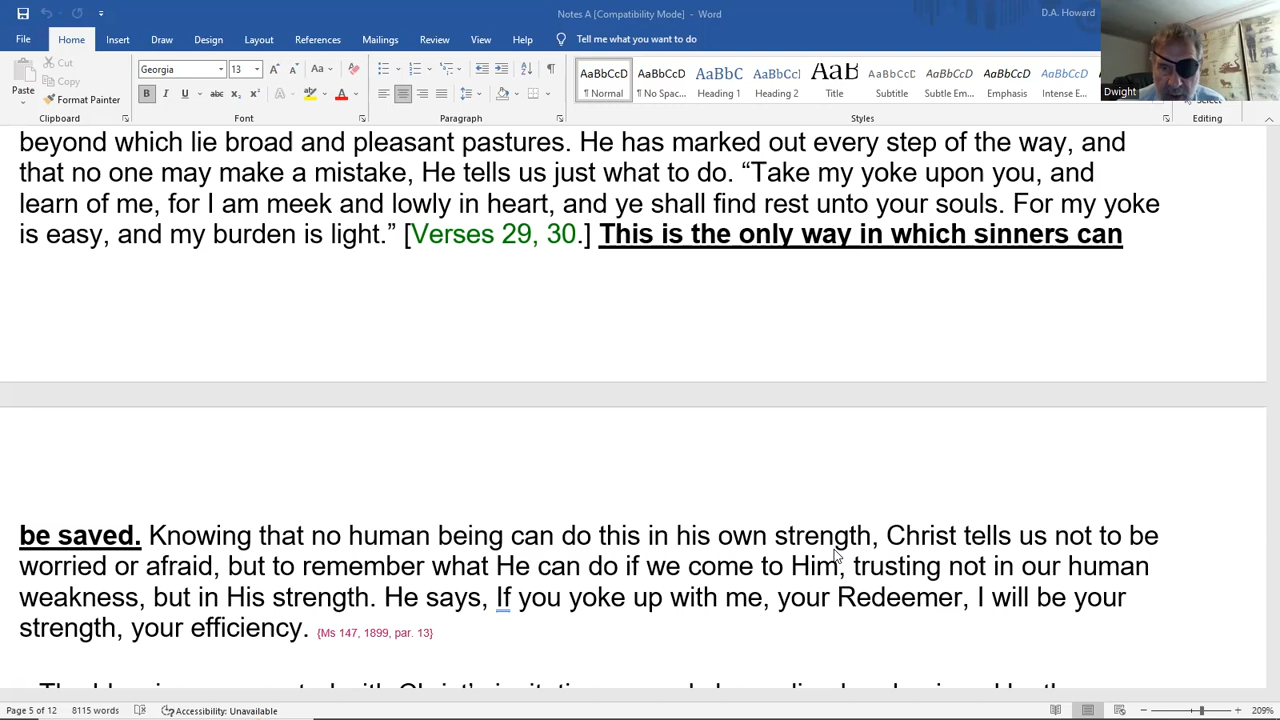 Notes A [Compatibility Mode] - Word
D.A. Howard
File Home Insert Draw Design Layout References Mailings Review View Help Tell me what you want to do
Dwight
Paste
Cut
Copy
Format Painter
Georgia 13
AaBbCcD AaBbCcD AaBbC AaBbCc AaB AaBbCcD AaBbCcD AaBbCcD AaBbCcD
¶ Normal ¶ No Spac... Heading 1 Heading 2 Title Subtitle Subtle Em... Emphasis Intense E...
Clipboard Font Paragraph Styles Editing
beyond which lie broad and pleasant pastures. He has marked out every step of the way, and
that no one may make a mistake, He tells us just what to do. “Take my yoke upon you, and
learn of me, for I am meek and lowly in heart, and ye shall find rest unto your souls. For my yoke
is easy, and my burden is light.” [Verses 29, 30.] This is the only way in which sinners can
be saved. Knowing that no human being can do this in his own strength, Christ tells us not to be
worried or afraid, but to remember what He can do if we come to Him, trusting not in our human
weakness, but in His strength. He says, If you yoke up with me, your Redeemer, I will be your
strength, your efficiency. {Ms 147, 1899, par. 13}
Page 5 of 12 8115 words Accessibility: Unavailable 209%